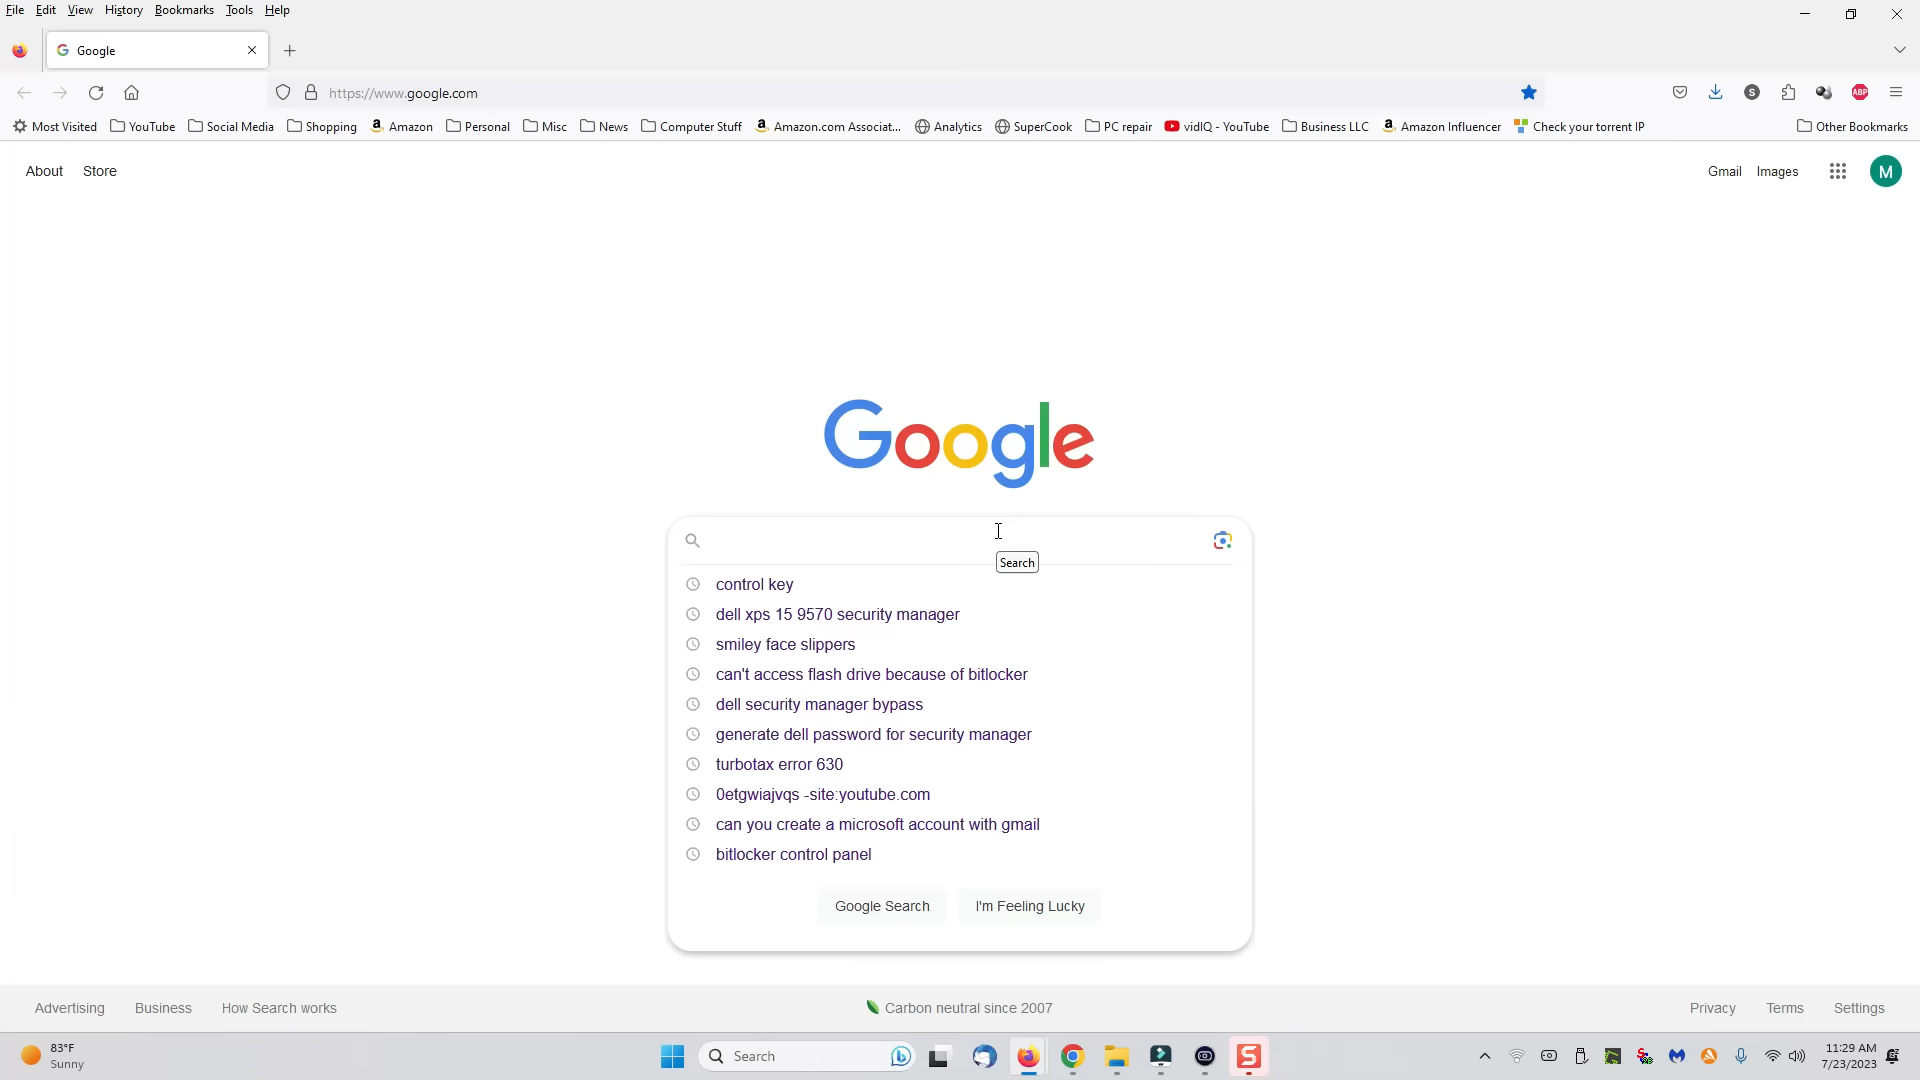 File Edit View History Bookmarks Tools Help
Google
https://www.google.com
Most Visited YouTube Social Media Shopping Amazon Personal Misc News Computer Stuff Amazon.com Associat... Analytics SuperCook PC repair vidIQ - YouTube Business LLC Amazon Influencer Check your torrent IP Other Bookmarks
About Store Gmail Images M
Google
Search
control key
dell xps 15 9570 security manager
smiley face slippers
can't access flash drive because of bitlocker
dell security manager bypass
generate dell password for security manager
turbotax error 630
0etgwiajvqs -site:youtube.com
can you create a microsoft account with gmail
bitlocker control panel
Google Search I'm Feeling Lucky
Advertising Business How Search works Carbon neutral since 2007 Privacy Terms Settings
83°F
Sunny
Search
11:29 AM
7/23/2023